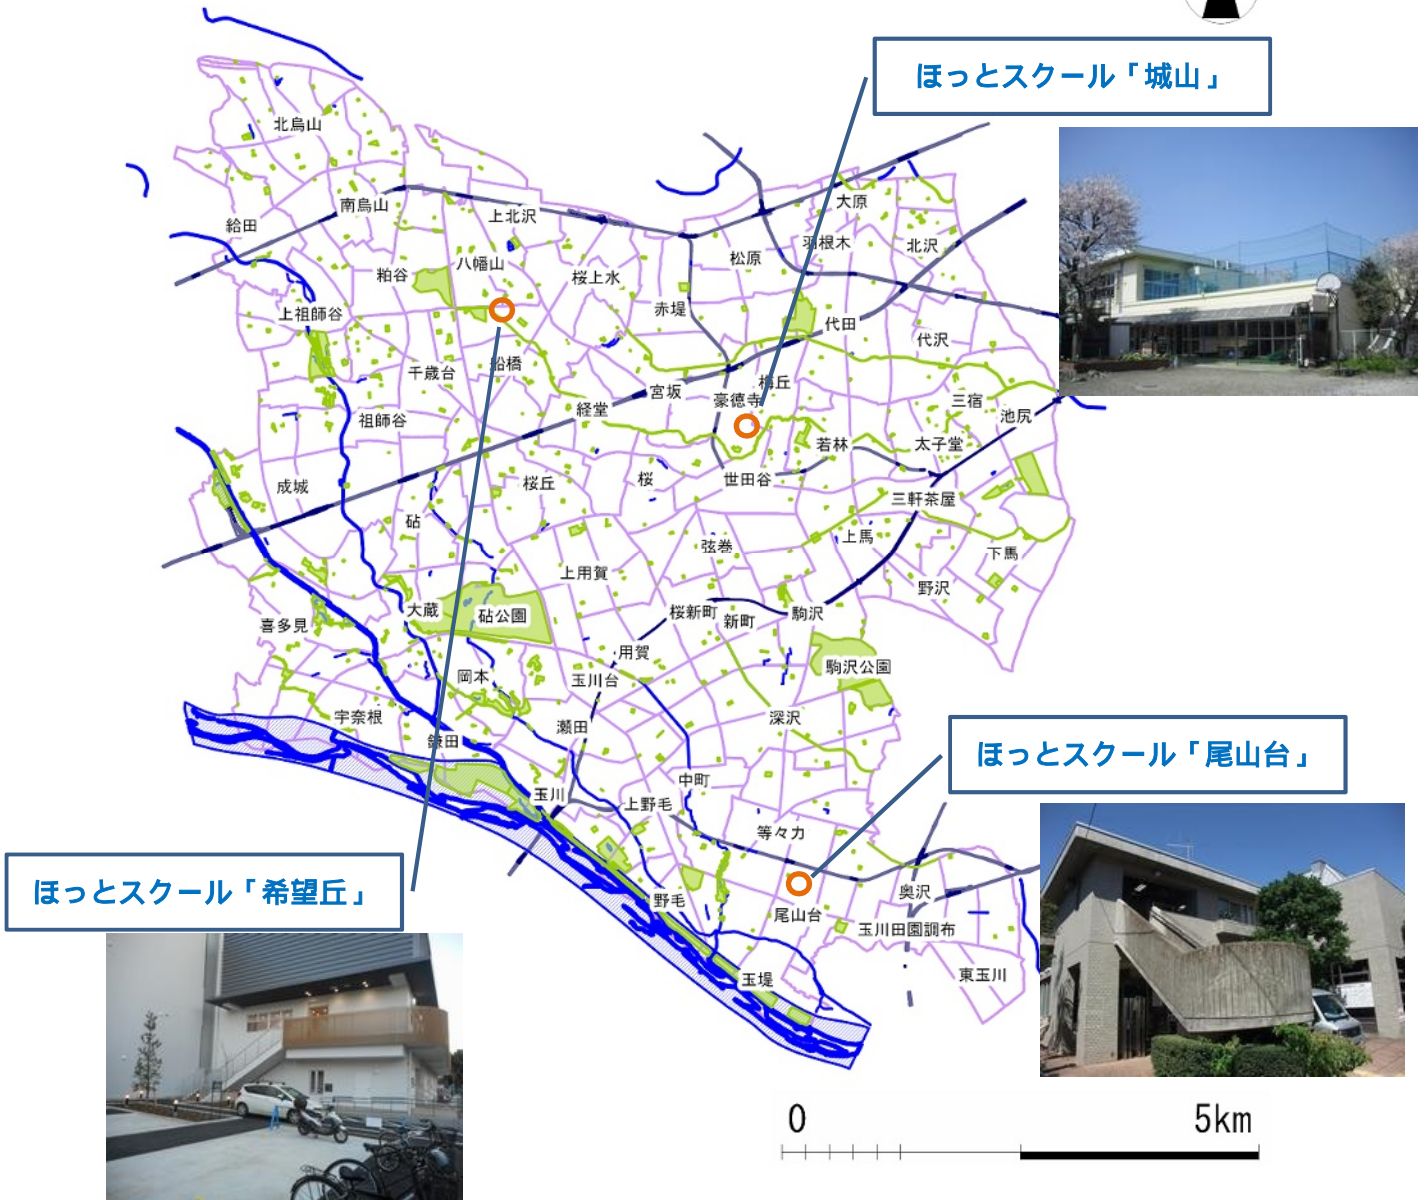 ほっとスクール「城山」
北烏山
大原
南烏山
上北沢
給田
羽根木
北沢
松原
八幡山
粕谷
桜上水
赤堤
上祖師谷
代田
代沢
船橋
千歳台
梅丘
宮坂
豪徳寺
三宿
経堂
池尻
祖師谷
若林
太子堂
世田谷
桜
桜丘
成城
三軒茶屋
砧
上馬
弦巻
下馬
上用賀
野沢
大蔵
砧公園
桜新町
新町
駒沢
喜多見
用賀
駒沢公園
岡本
玉川台
宇奈根
深沢
瀬田
鎌田
ほっとスクール「尾山台」
中町
玉川
上野毛
等々力
ほっとスクール「希望丘」
奥沢
野毛
尾山台
玉川田園調布
東玉川
玉堤
0
5km